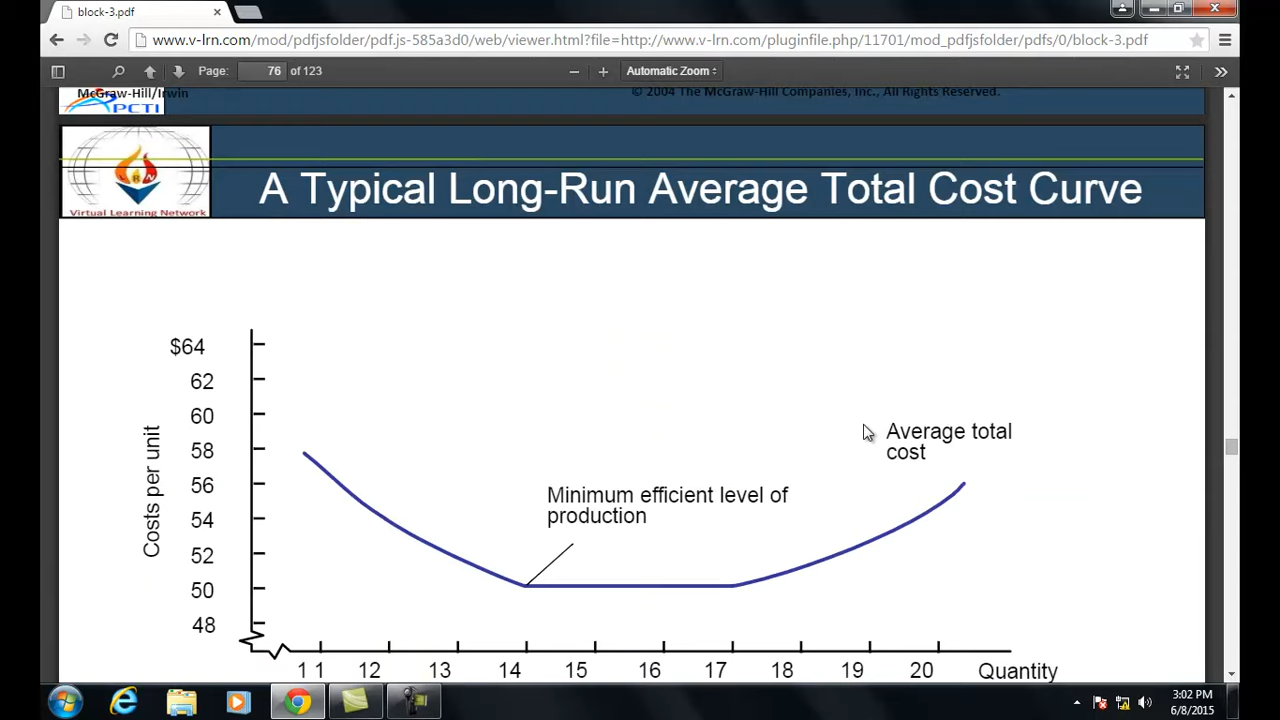 block-3.pdf
www.v-lrn.com/mod/pdfjsfolder/pdf.js-585a3d0/web/viewer.html?file=http://www.v-lrn.com/pluginfile.php/11701/mod_pdfjsfolder/pdfs/0/block-3.pdf
Page: 76 of 123
Automatic Zoom
McGraw-Hill/Irwin
© 2004 The McGraw-Hill Companies, Inc., All Rights Reserved.
PCTI
Virtual Learning Network
A Typical Long-Run Average Total Cost Curve
$64
62
60
58
56
54
52
50
48
Costs per unit
Average total
cost
Minimum efficient level of
production
11 12 13 14 15 16 17 18 19 20 Quantity
3:02 PM
6/8/2015